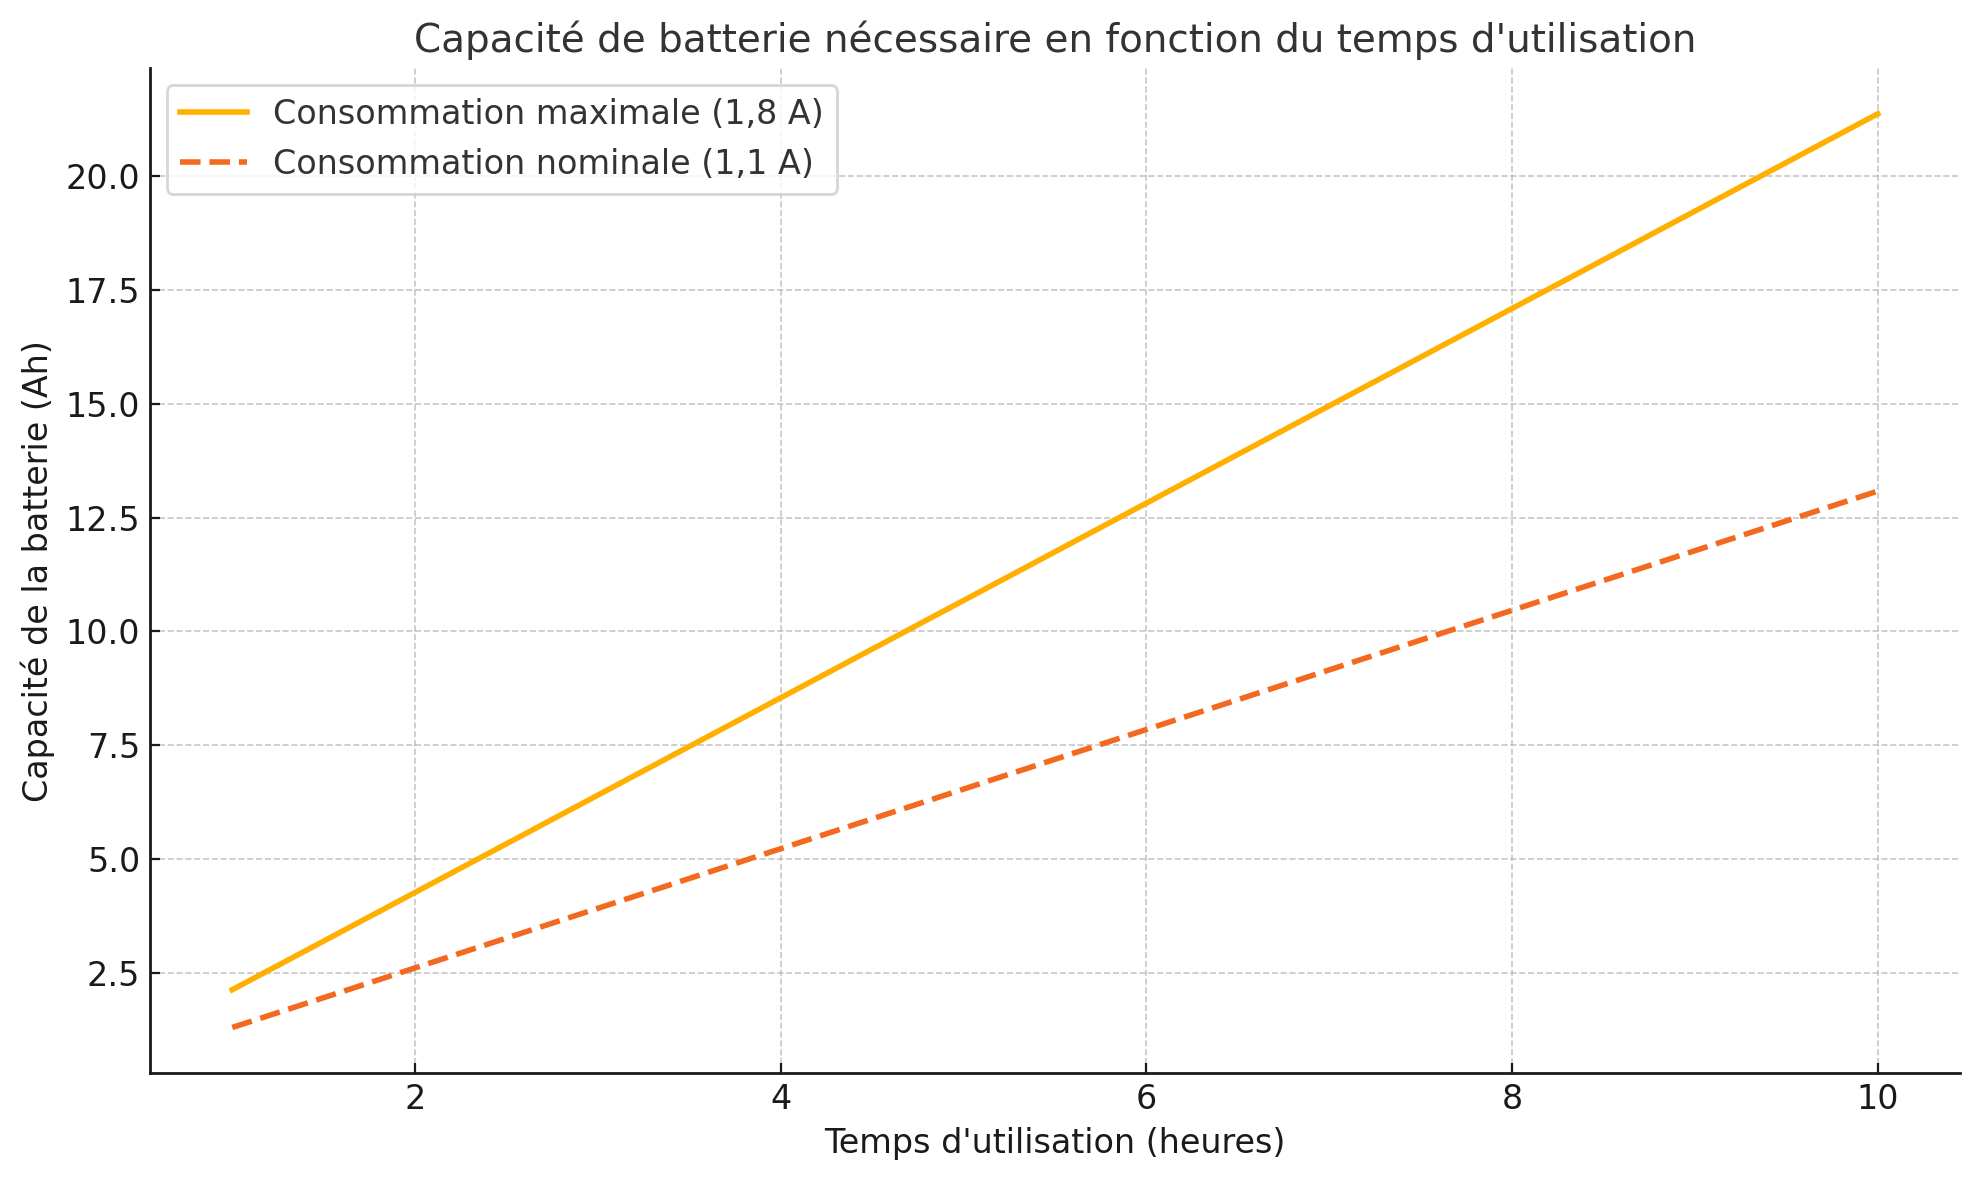 Capacité de batterie nécessaire en fonction du temps d'utilisation
Consommation maximale (1,8 A)
Consommation nominale (1,1 A)
Capacité de la batterie (Ah)
20.0
17.5
15.0
12.5
10.0
7.5
5.0
2.5
2
4
6
8
10
Temps d'utilisation (heures)